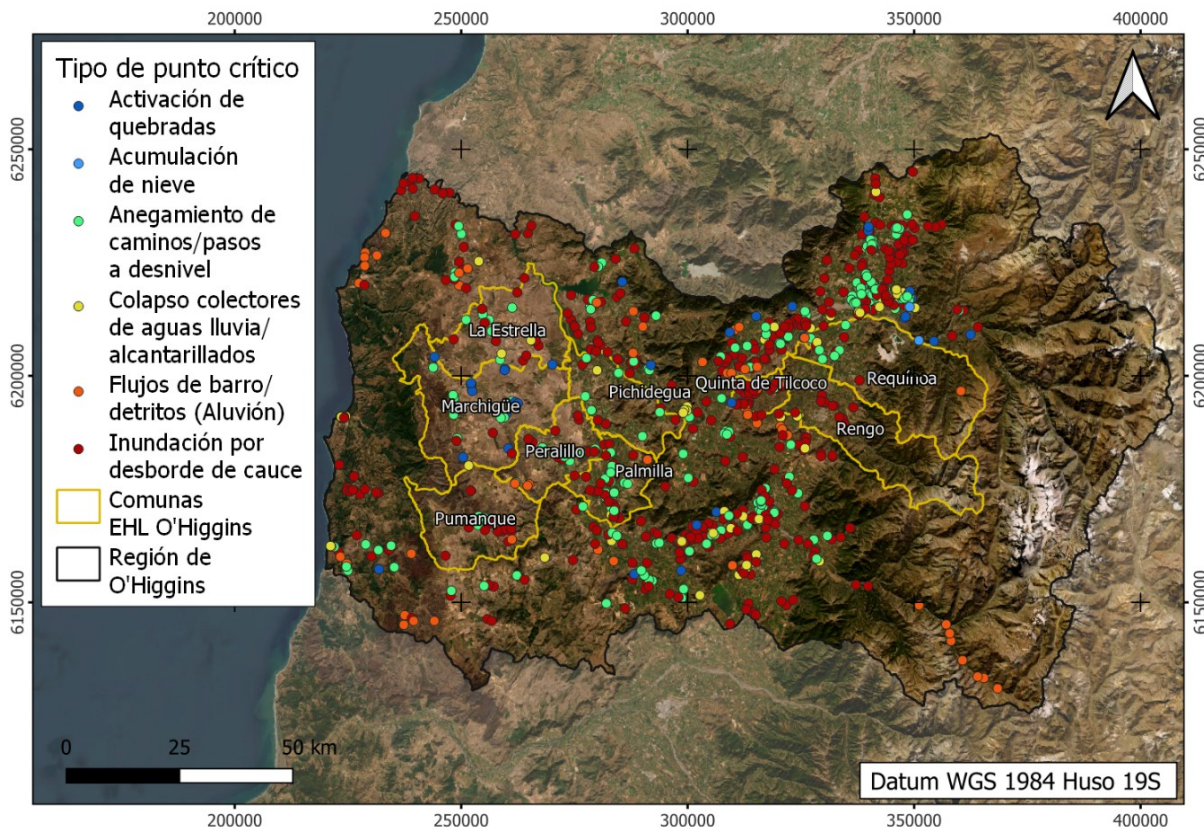 200000
250000
300000
350000
400000
Tipo de punto crítico
Activación de
quebradas
Acumulación
de nieve
Anegamiento de
caminos/pasos
a desnivel
Colapso colectores
de aguas lluvia/
alcantarillados
Flujos de barro/
detritos (Aluvión)
Inundación por
desborde de cauce
Comunas
EHL O'Higgins
Región de
O'Higgins
6250000
6200000
6150000
6250000
6200000
6150000
La Estrella
Marchigüe
Pichidegua
Quinta de Tilcoco
Requínoa
Rengo
Peralillo
Palmilla
Pumanque
0
25
50 km
Datum WGS 1984 Huso 19S
200000
250000
300000
350000
400000